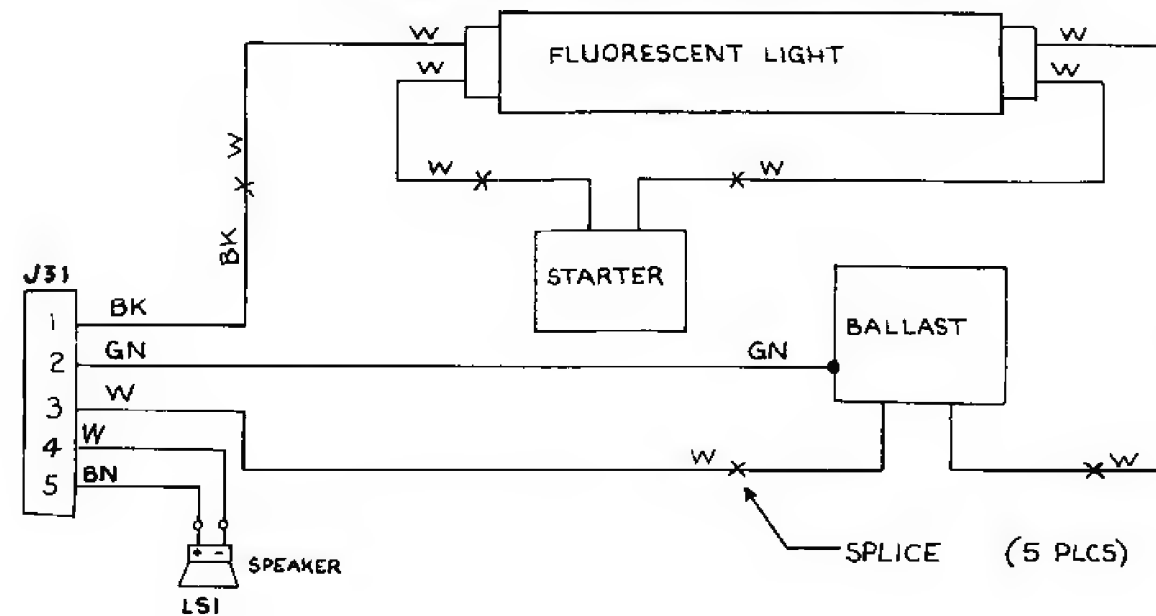 W
FLUORESCENT LIGHT
W
W
W
W
W
W
BK
STARTER
BALLAST
J31
1
BK
2
GN
GN
3
W
4
W
5
BN
W
W
SPLICE (5 PLCS)
+ -
SPEAKER
LS1